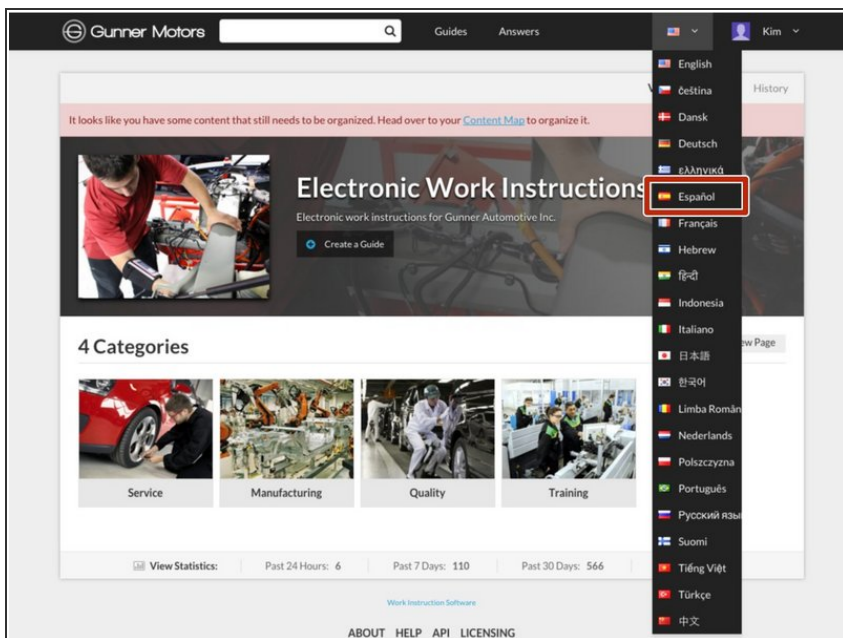 Gunner Motors
Guides
Answers
Kim
English
čeština
Dansk
Deutsch
ελληνικά
Español
Français
Hebrew
हिन्दी
Indonesia
Italiano
日本語
한국어
Limba Român
Nederlands
Polszczyzna
Português
Русский язы
Suomi
Tiếng Việt
Türkçe
中文
History
It looks like you have some content that still needs to be organized. Head over to your Content Map to organize it.
Electronic Work Instructions
Electronic work instructions for Gunner Automotive Inc.
Create a Guide
4 Categories
ew Page
Service
Manufacturing
Quality
Training
View Statistics:
Past 24 Hours: 6
Past 7 Days: 110
Past 30 Days: 566
Work Instruction Software
ABOUT HELP API LICENSING